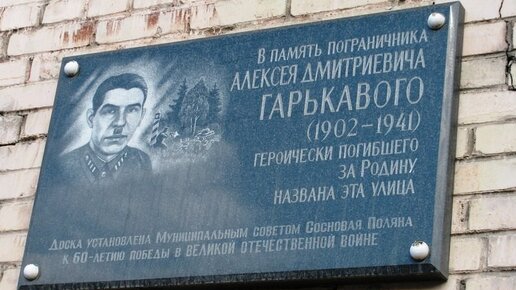 В ПАМЯТЬ ПОГРАНИЧНИКА
АЛЕКСЕЯ ДМИТРИЕВИЧА
ГАРЬКАВОГО
(1902–1941)
ГЕРОИЧЕСКИ ПОГИБШЕГО
ЗА РОДИНУ
НАЗВАНА ЭТА УЛИЦА
ДОСКА УСТАНОВЛЕНА МУНИЦИПАЛЬНЫМ СОВЕТОМ СОСНОВАЯ ПОЛЯНА
К 60-ЛЕТИЮ ПОБЕДЫ В ВЕЛИКОЙ ОТЕЧЕСТВЕННОЙ ВОЙНЕ